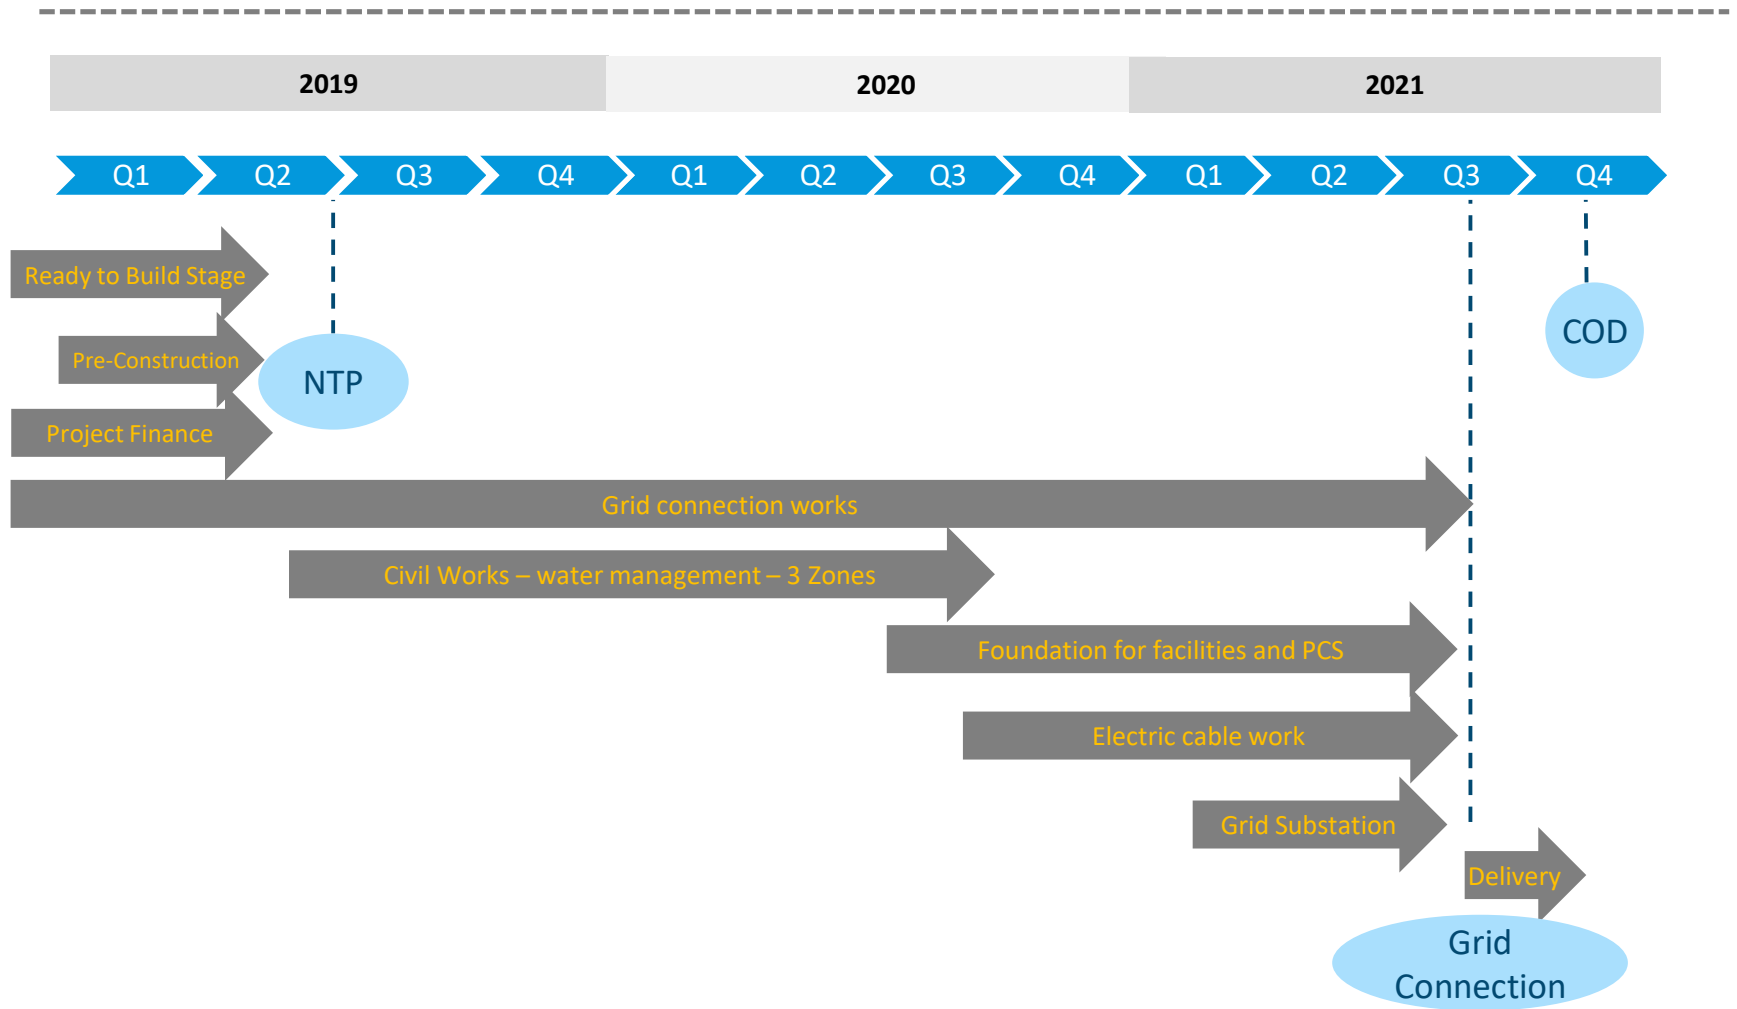 2019 2020 2021
Q1 Q2 Q3 Q4 Q1 Q2 Q3 Q4 Q1 Q2 Q3 Q4
Ready to Build Stage
COD
Pre-Construction
NTP
Project Finance
Grid connection works
Civil Works – water management – 3 Zones
Foundation for facilities and PCS
Electric cable work
Grid Substation
Delivery
Grid
Connection